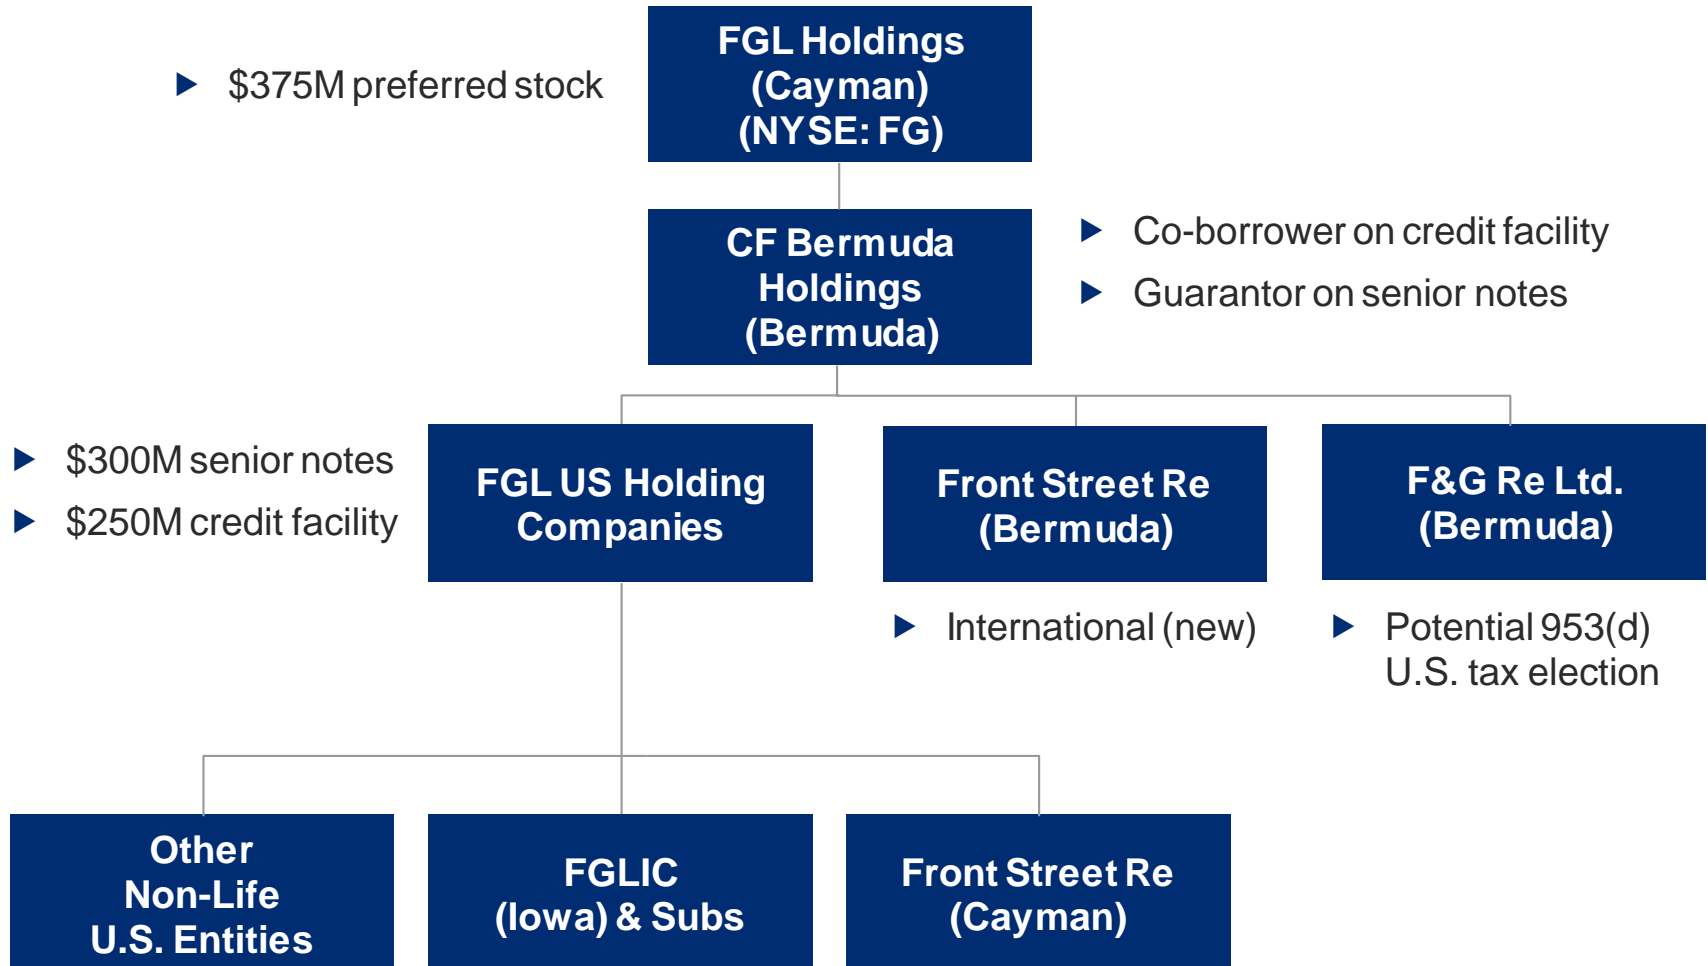 FGL Holdings
(Cayman)
(NYSE: FG)
$375M preferred stock
CF Bermuda
Holdings
(Bermuda)
Co-borrower on credit facility
Guarantor on senior notes
$300M senior notes
$250M credit facility
FGL US Holding
Companies
Front Street Re
(Bermuda)
F&G Re Ltd.
(Bermuda)
International (new)
Potential 953(d)
U.S. tax election
Other
Non-Life
U.S. Entities
FGLIC
(Iowa) & Subs
Front Street Re
(Cayman)